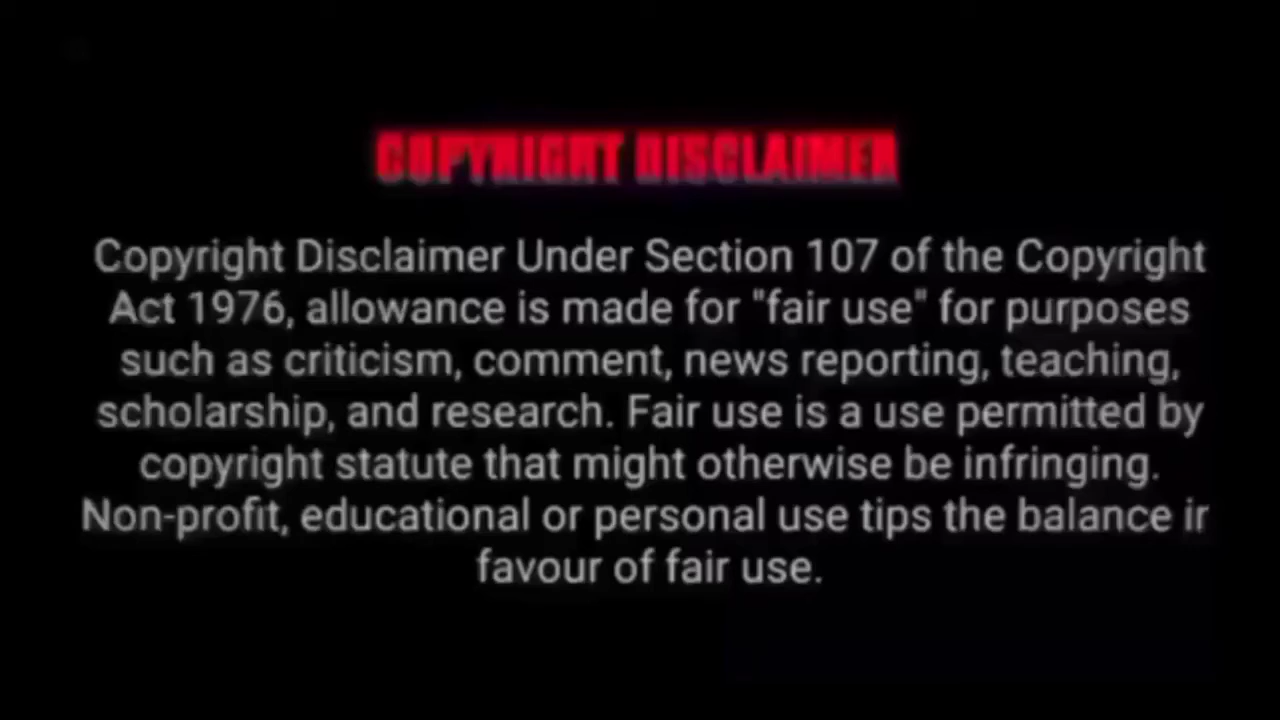 COPYRIGHT DISCLAIMER
Copyright Disclaimer Under Section 107 of the Copyright
Act 1976, allowance is made for "fair use" for purposes
such as criticism, comment, news reporting, teaching,
scholarship, and research. Fair use is a use permitted by
copyright statute that might otherwise be infringing.
Non-profit, educational or personal use tips the balance ir
favour of fair use.